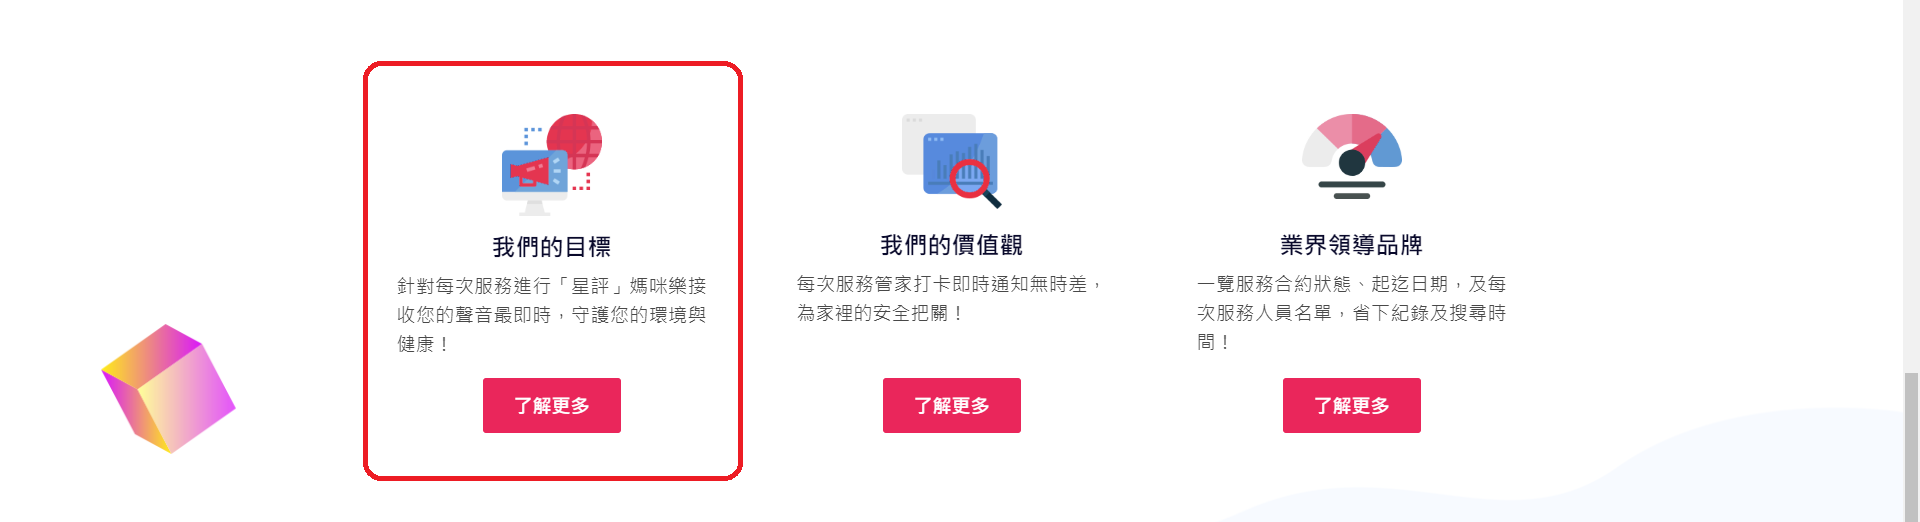 我們的目標
針對每次服務進行「星評」媽咪樂接
收您的聲音最即時，守護您的環境與
健康！
了解更多
我們的價值觀
每次服務管家打卡即時通知無時差，
為家裡的安全把關！
了解更多
業界領導品牌
一覽服務合約狀態、起迄日期，及每
次服務人員名單，省下紀錄及搜尋時
間！
了解更多